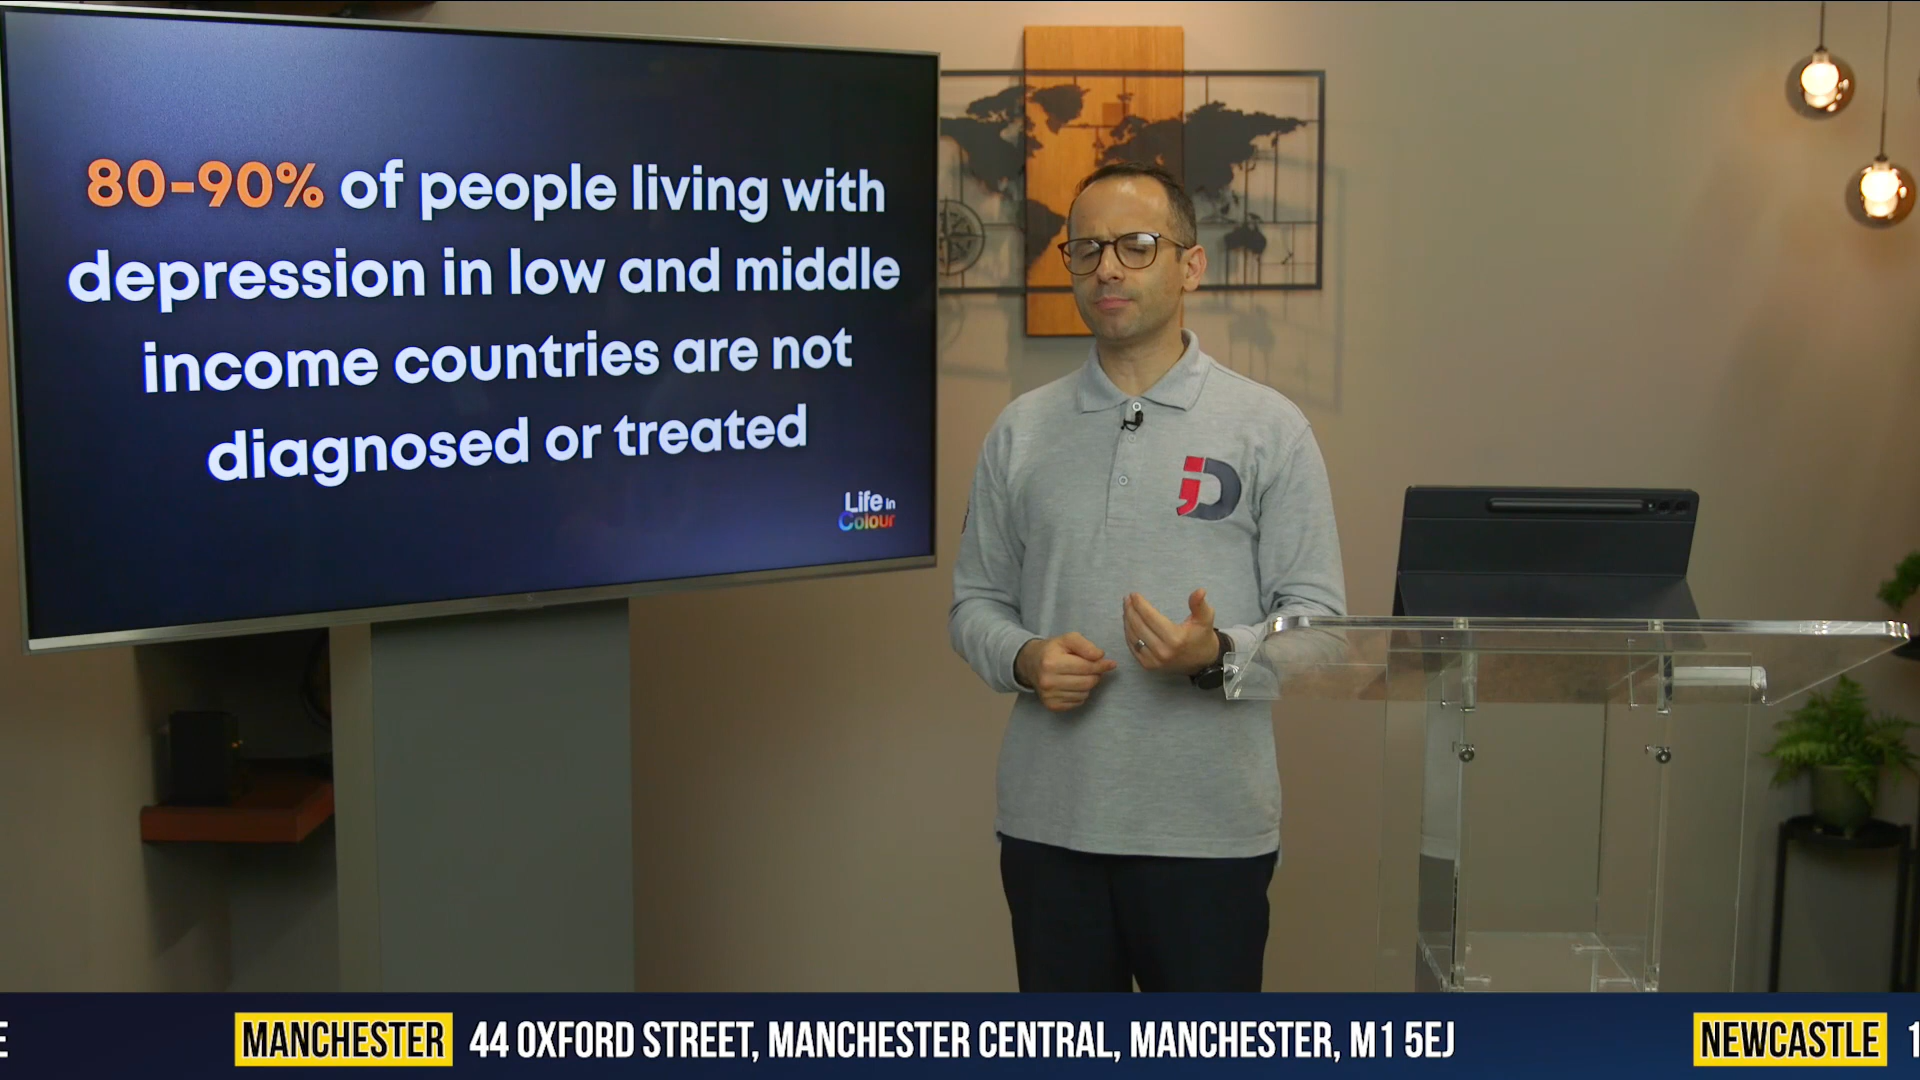 80-90% of people living with
depression in low and middle
income countries are not
diagnosed or treated
Life in
Colour
MANCHESTER 44 OXFORD STREET, MANCHESTER CENTRAL, MANCHESTER, M1 5EJ
NEWCASTLE